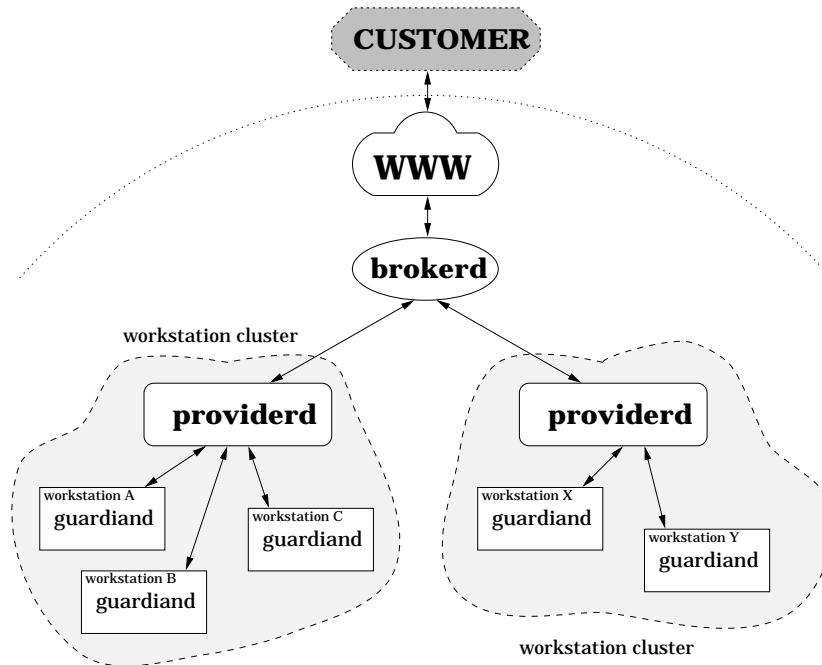 CUSTOMER
WWW
brokerd
workstation cluster
providerd
providerd
workstation A
guardiand
workstation B
guardiand
workstation C
guardiand
workstation X
guardiand
workstation Y
guardiand
workstation cluster